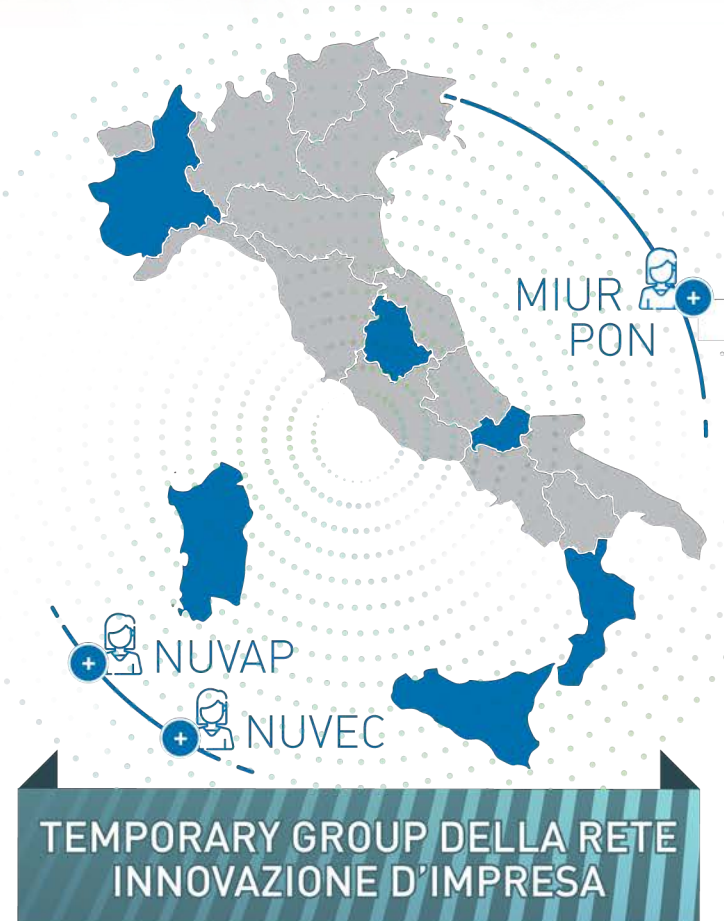 MIUR
PON
NUVAP
NUVEC
TEMPORARY GROUP DELLA RETE
INNOVAZIONE D'IMPRESA